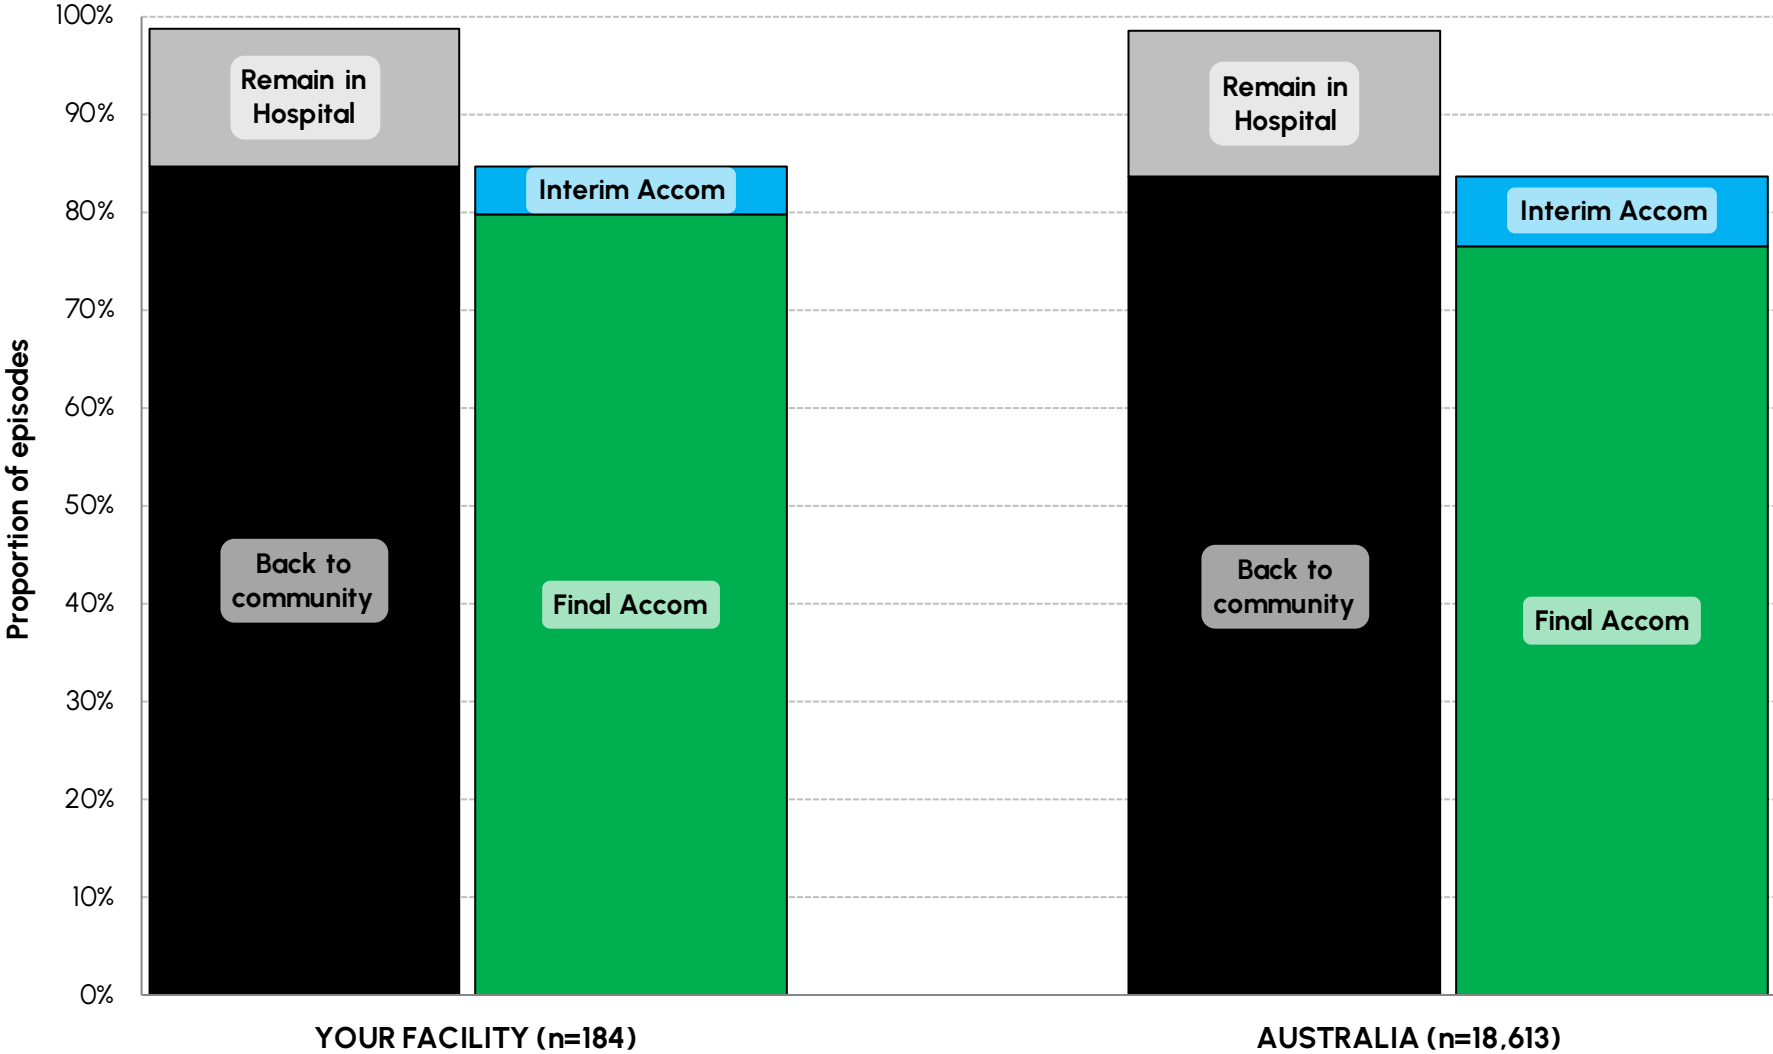 100%
90%
80%
70%
60%
50%
40%
30%
20%
10%
0%
Proportion of episodes
Remain in
Hospital
Back to
community
Interim Accom
Final Accom
Remain in
Hospital
Back to
community
Interim Accom
Final Accom
YOUR FACILITY (n=184)
AUSTRALIA (n=18,613)